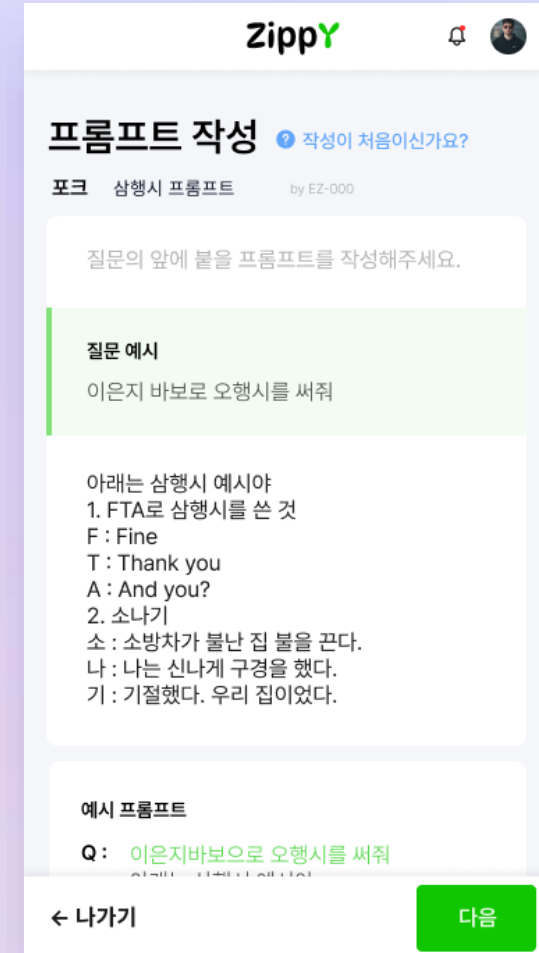 ZippY
프롬프트 작성 ? 작성이 처음이신가요?
포크 삼행시 프롬프트 by EZ-000
질문의 앞에 붙을 프롬프트를 작성해주세요.
질문 예시
이은지 바보로 오행시를 써줘
아래는 삼행시 예시야
1. FTA로 삼행시를 쓴 것
F : Fine
T : Thank you
A : And you?
2. 소나기
소 : 소방차가 불난 집 불을 끈다.
나 : 나는 신나게 구경을 했다.
기 : 기절했다. 우리 집이었다.
예시 프롬프트
Q : 이은지바보으로 오행시를 써줘
← 나가기 다음